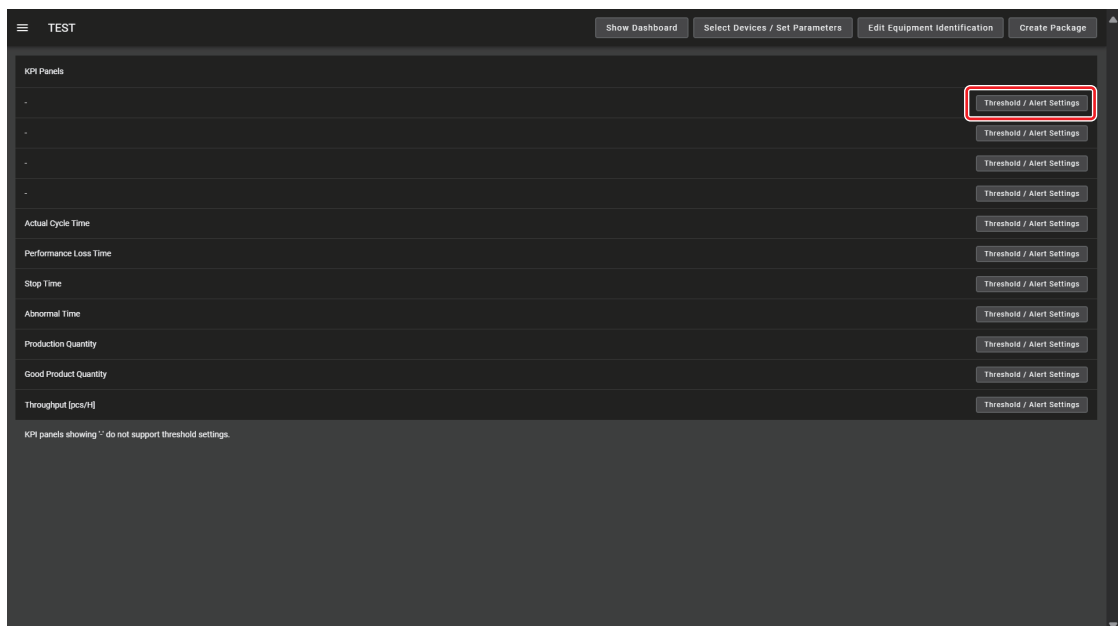 TEST
Show Dashboard
Select Devices / Set Parameters
Edit Equipment Identification
Create Package
KPI Panels
- Threshold / Alert Settings
- Threshold / Alert Settings
- Threshold / Alert Settings
- Threshold / Alert Settings
Actual Cycle Time Threshold / Alert Settings
Performance Loss Time Threshold / Alert Settings
Stop Time Threshold / Alert Settings
Abnormal Time Threshold / Alert Settings
Production Quantity Threshold / Alert Settings
Good Product Quantity Threshold / Alert Settings
Throughput [pcs/H] Threshold / Alert Settings
KPI panels showing '-' do not support threshold settings.